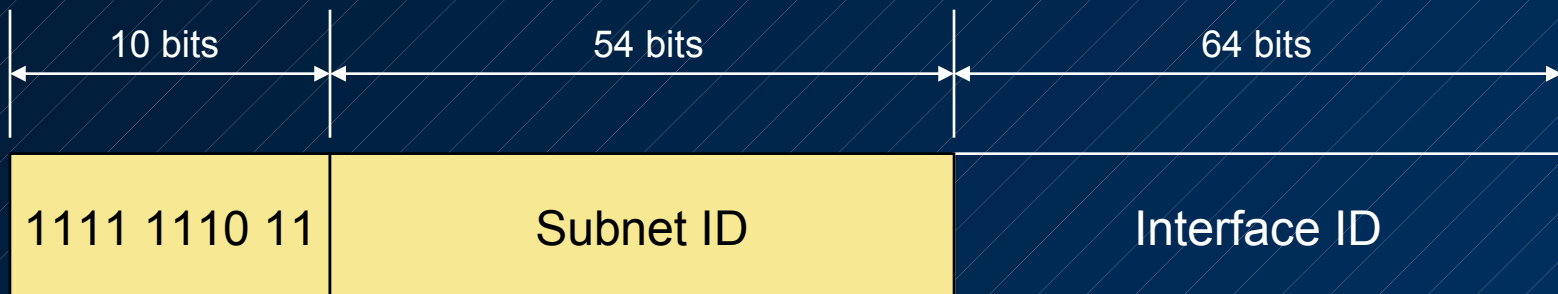 10 bits 54 bits 64 bits
1111 1110 11 Subnet ID Interface ID